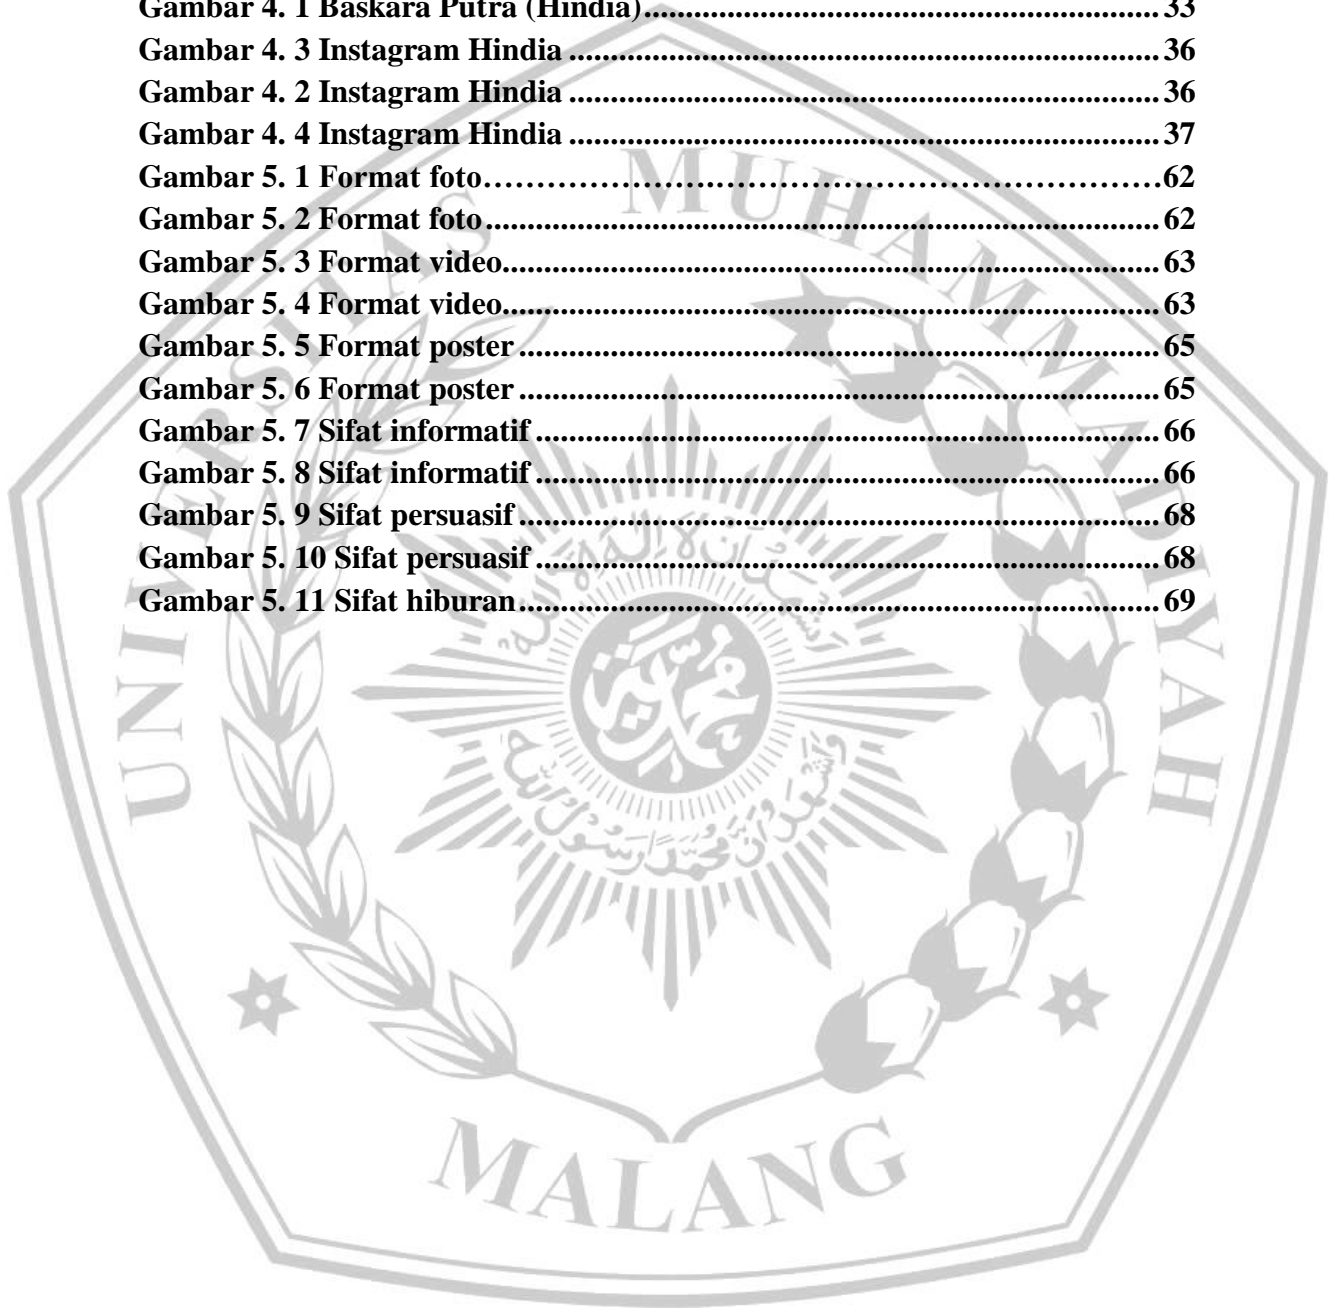 Gambar 4. 1 Baskara Putra (Hindia)........................................................................ 33
Gambar 4. 3 Instagram Hindia .................................................................................. 36
Gambar 4. 2 Instagram Hindia .................................................................................. 36
Gambar 4. 4 Instagram Hindia .................................................................................. 37
Gambar 5. 1 Format foto……………………………………………………………….62
Gambar 5. 2 Format foto ............................................................................................. 62
Gambar 5. 3 Format video........................................................................................... 63
Gambar 5. 4 Format video........................................................................................... 63
Gambar 5. 5 Format poster ......................................................................................... 65
Gambar 5. 6 Format poster ......................................................................................... 65
Gambar 5. 7 Sifat informatif ....................................................................................... 66
Gambar 5. 8 Sifat informatif ....................................................................................... 66
Gambar 5. 9 Sifat persuasif ......................................................................................... 68
Gambar 5. 10 Sifat persuasif ....................................................................................... 68
Gambar 5. 11 Sifat hiburan ......................................................................................... 69
UNIVERSITAS MUHAMMADIYAH
MALANG